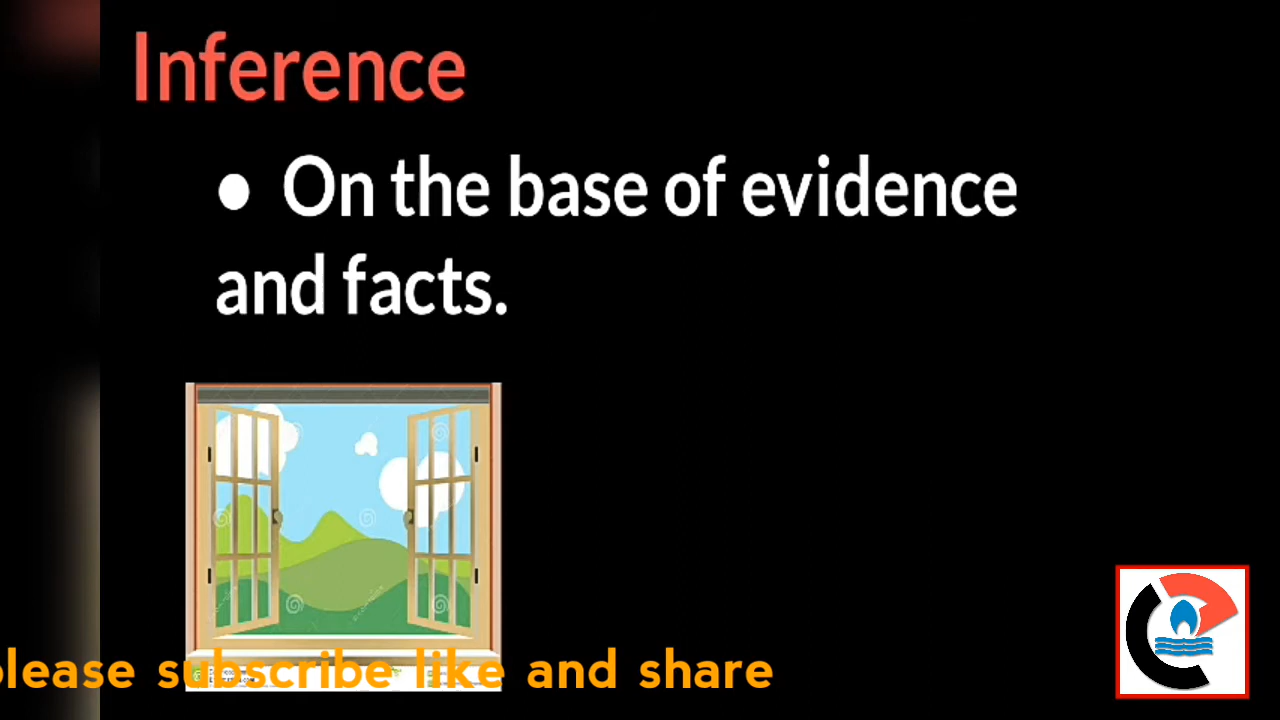 Inference
● On the base of evidence
and facts.
please subscribe like and share